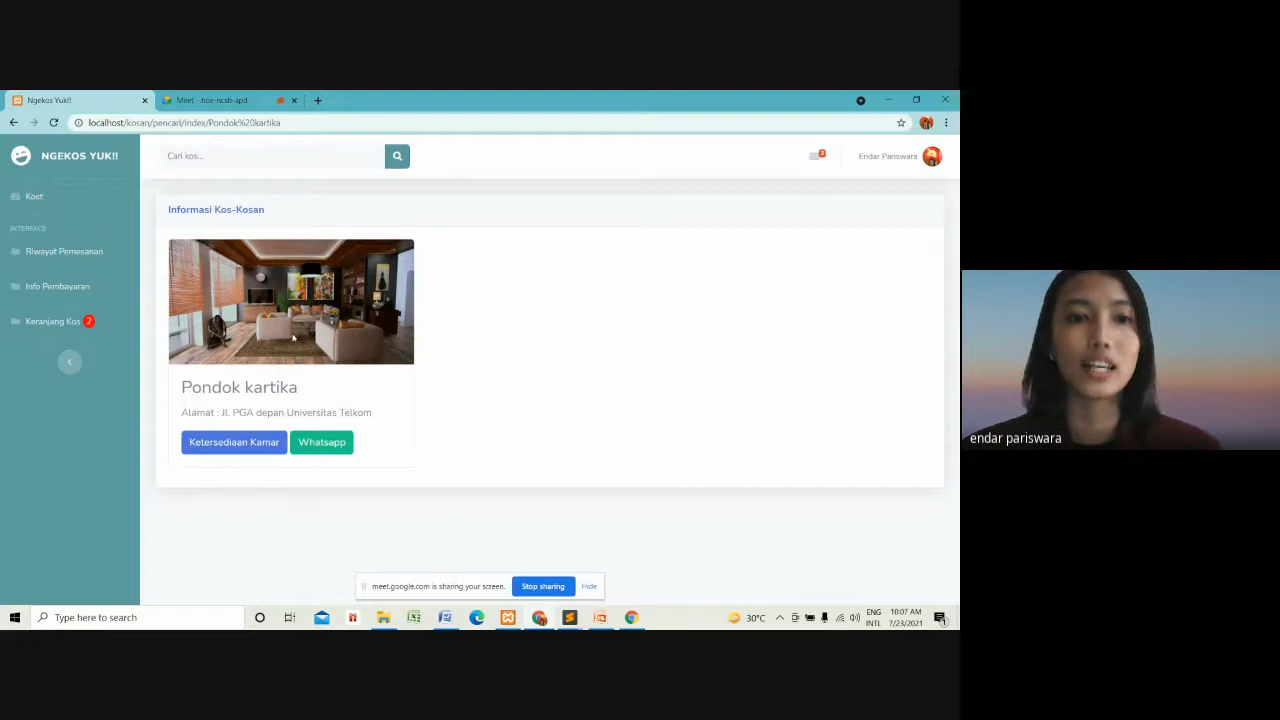 Ngekos Yuk!!
Meet - hoe-ncsb-apd
localhost/kosan/pencari/index/Pondok%20kartika
NGEKOS YUK!!
Cari kos...
2
Endar Pariswara
Kost
INTERFACE
Riwayat Pemesanan
Info Pembayaran
Keranjang Kos 2
Informasi Kos-Kosan
Pondok kartika
Alamat : Jl. PGA depan Universitas Telkom
Ketersediaan Kamar
Whatsapp
endar pariswara
meet.google.com is sharing your screen.
Stop sharing
Hide
Type here to search
30°C
ENG
INTL
10:07 AM
7/23/2021
1